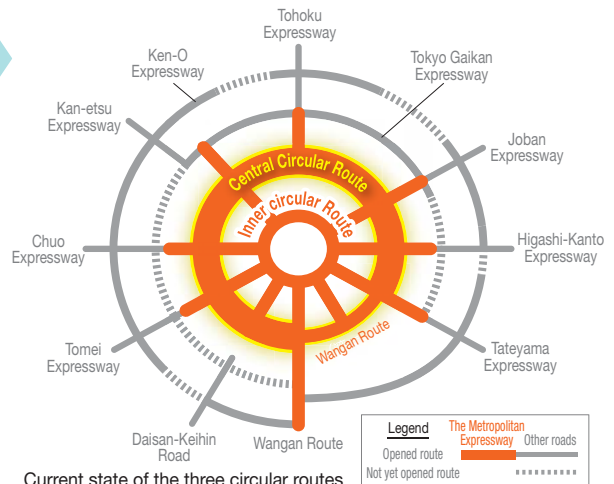 Tohoku
Expressway
Ken-O
Expressway
Tokyo Gaikan
Expressway
Kan-etsu
Expressway
Joban
Expressway
Central Circular Route
Inner circular Route
Chuo
Expressway
Higashi-Kanto
Expressway
Wangan Route
Tomei
Expressway
Tateyama
Expressway
Daisan-Keihin
Road
Wangan Route
Legend
The Metropolitan
Expressway
Other roads
Opened route
Not yet opened route
Current state of the three circular routes